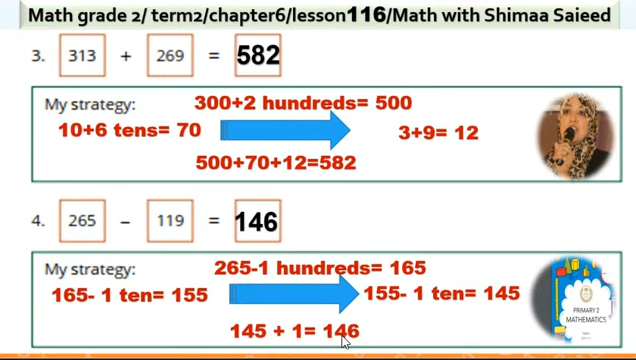 Math grade 2/ term2/chapter6/lesson116/Math with Shimaa Saieed
3. 313 + 269 = 582
My strategy:
300+2 hundreds= 500
10+6 tens= 70
3+9= 12
500+70+12=582
4. 265 − 119 = 146
My strategy:
265-1 hundreds= 165
165- 1 ten= 155
155- 1 ten= 145
145 + 1= 146
PRIMARY 2
MATHEMATICS